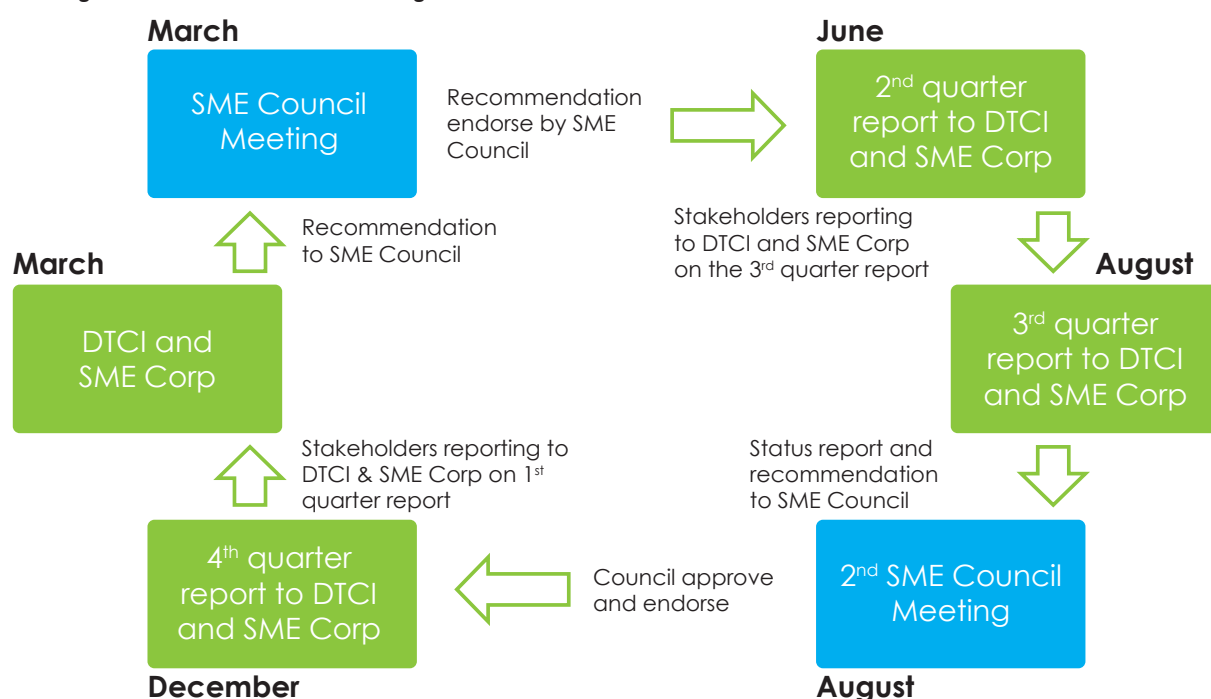 March
SME Council
Meeting
Recommendation
endorse by SME
Council
June
2nd quarter
report to DTCI
and SME Corp
Stakeholders reporting
to DTCI and SME Corp
on the 3rd quarter report
August
3rd quarter
report to DTCI
and SME Corp
Status report and
recommendation
to SME Council
2nd SME Council
Meeting
August
Council approve
and endorse
4th quarter
report to DTCI
and SME Corp
December
Stakeholders reporting to
DTCI & SME Corp on 1st
quarter report
March
DTCI and
SME Corp
Recommendation
to SME Council